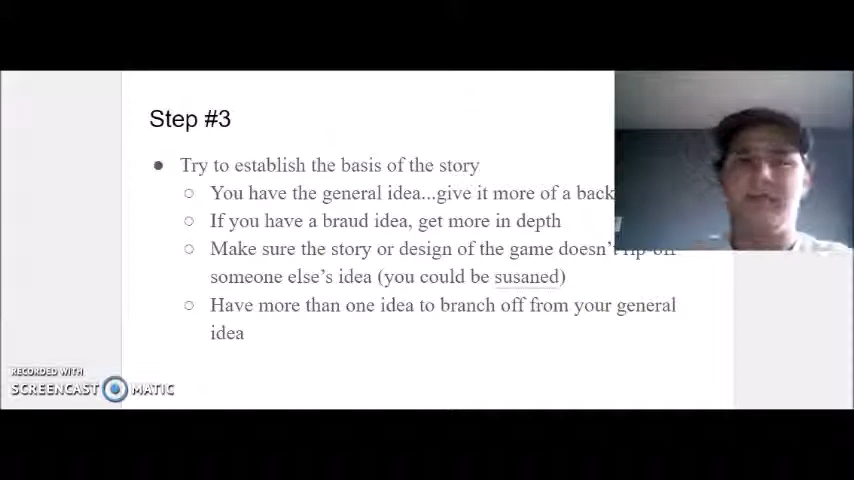 Step #3
● Try to establish the basis of the story
○ You have the general idea...give it more of a back
○ If you have a braud idea, get more in depth
○ Make sure the story or design of the game doesn't rip-off
someone else's idea (you could be susaned)
○ Have more than one idea to branch off from your general
idea
RECORDED WITH
SCREENCAST MATIC